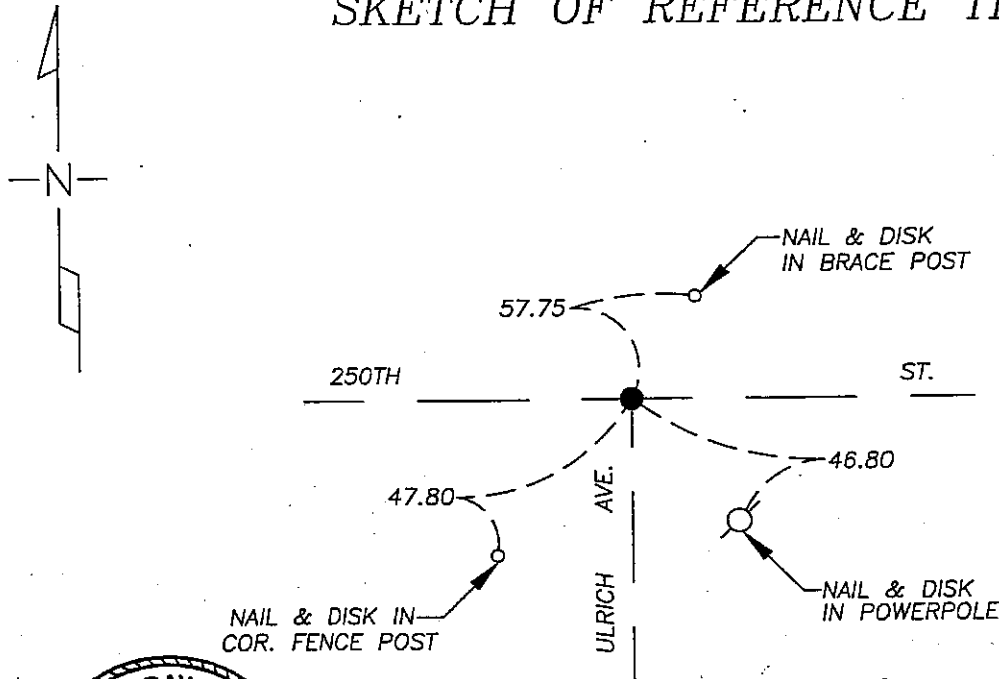 SKETCH OF REFERENCE
N
NAIL & DISK
IN BRACE POST
57.75
250TH
ST.
46.80
47.80
ULRICH AVE.
NAIL & DISK
IN POWERPOLE
NAIL & DISK IN
COR. FENCE POST